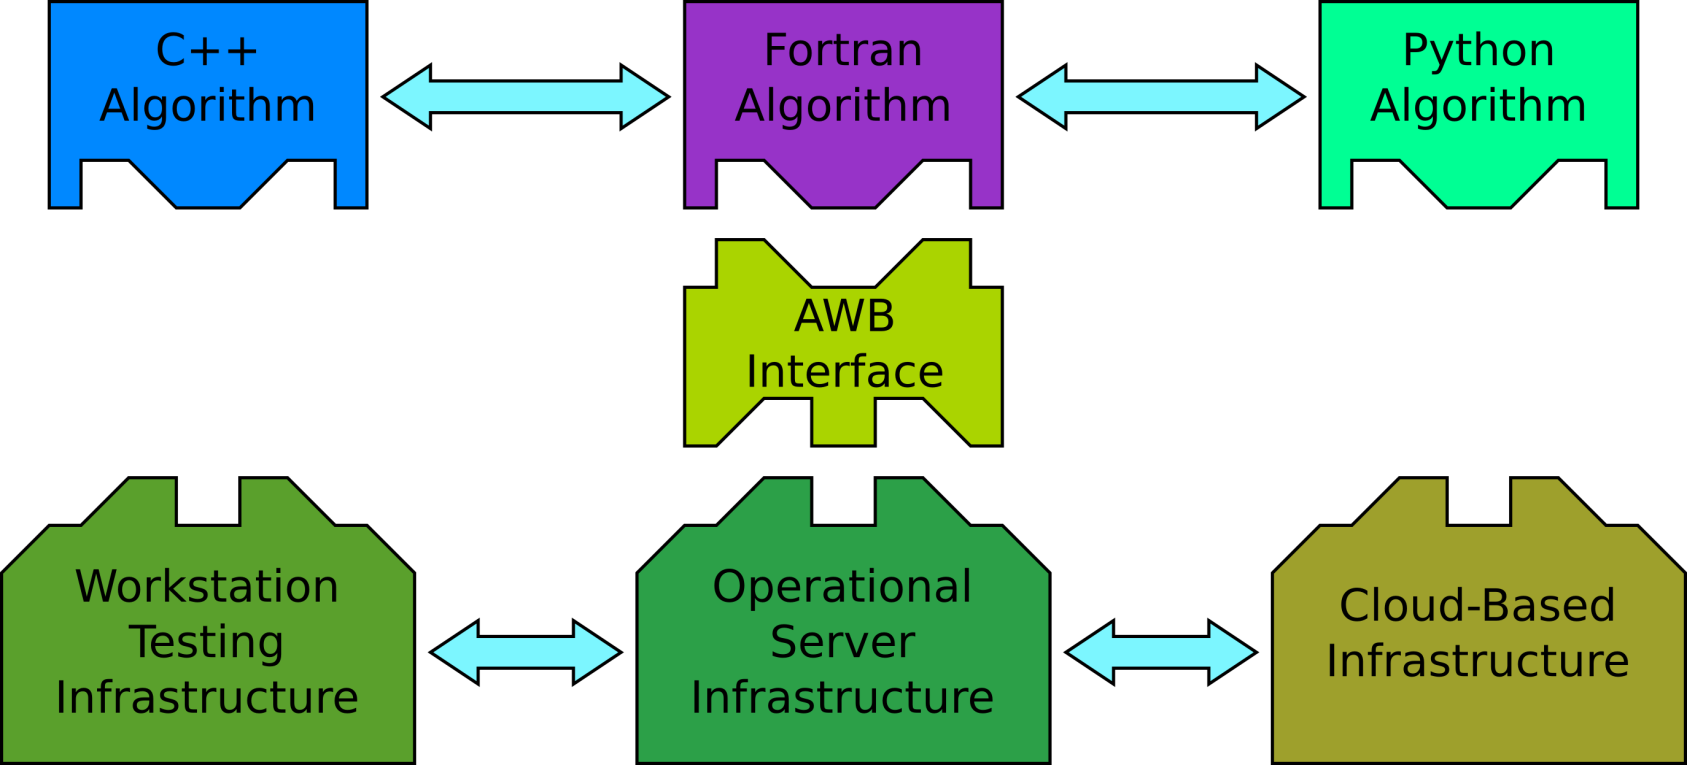 C++
Algorithm
Fortran
Algorithm
Python
Algorithm
AWB
Interface
Workstation
Testing
Infrastructure
Operational
Server
Infrastructure
Cloud-Based
Infrastructure